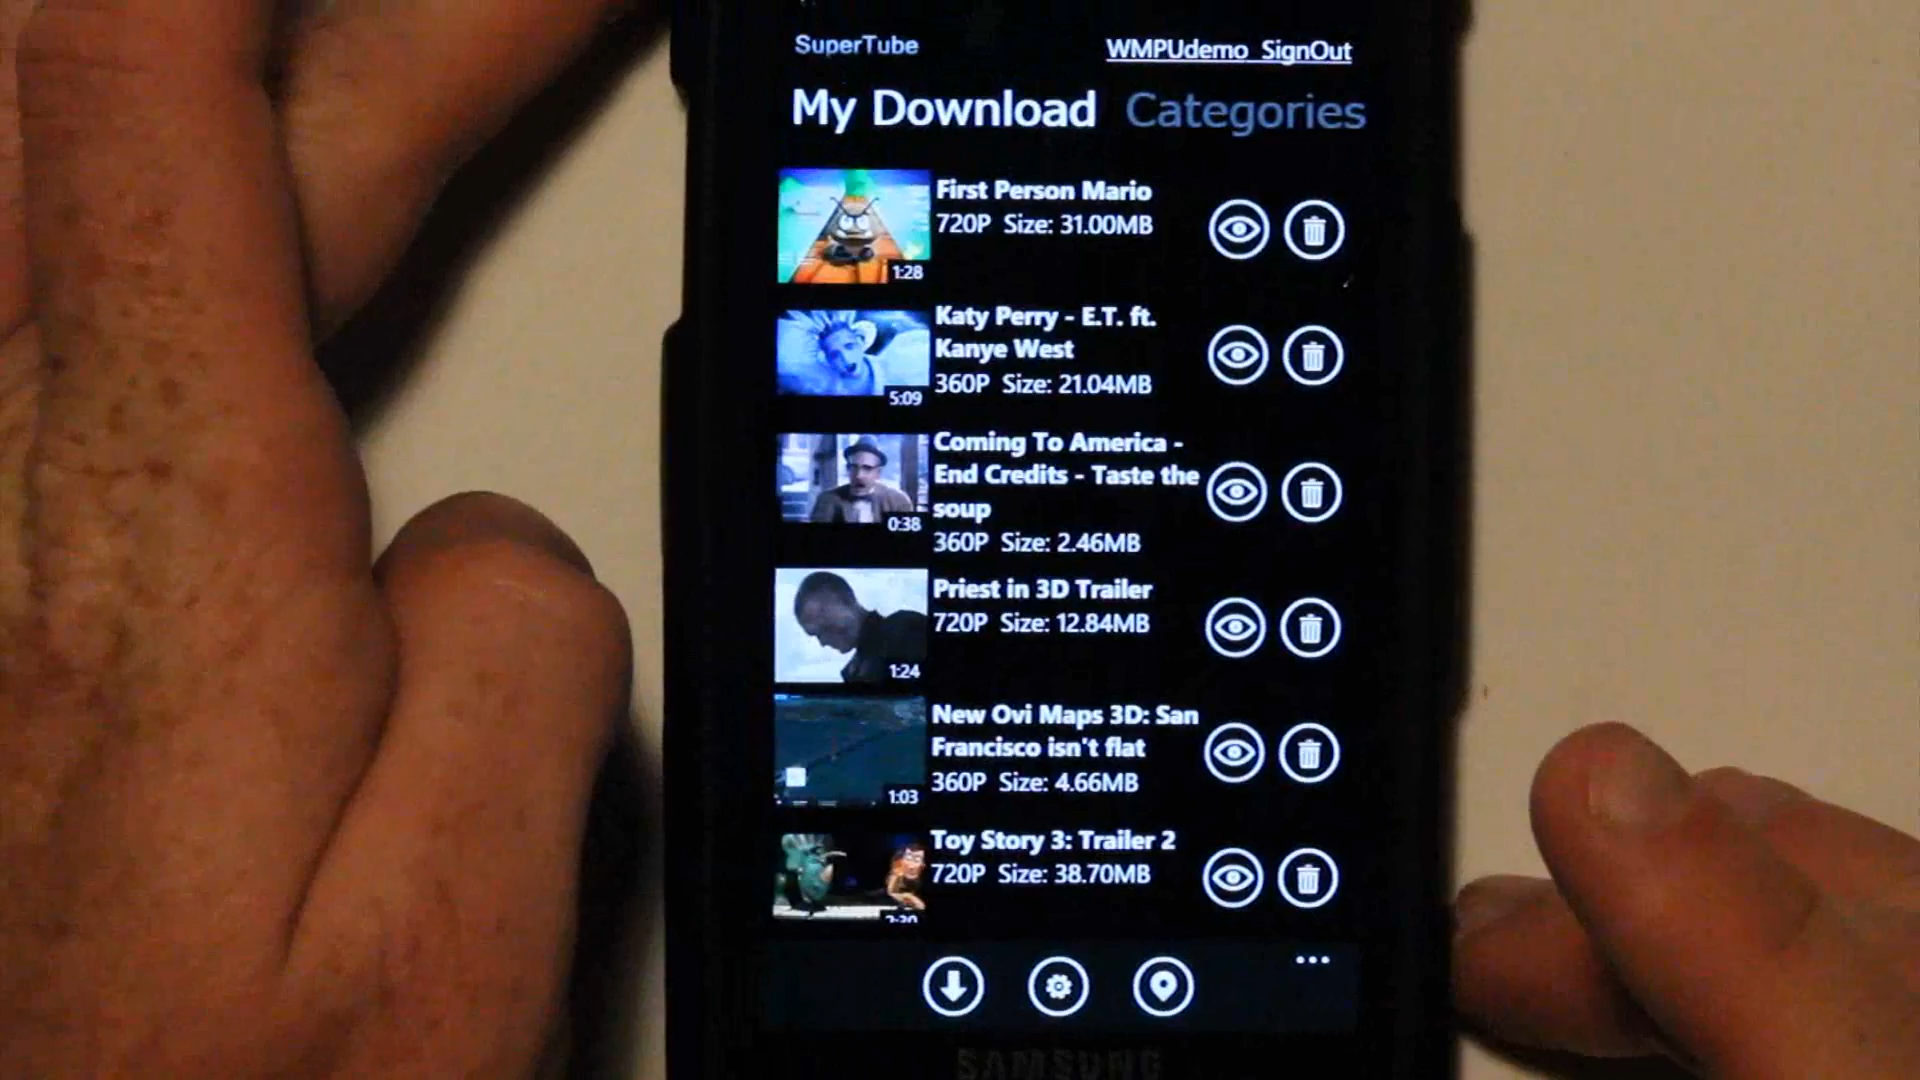 SuperTube
WMPUdemo SignOut
My Download Categories
First Person Mario
720P Size: 31.00MB
1:28
Katy Perry - E.T. ft.
Kanye West
360P Size: 21.04MB
5:09
Coming To America -
End Credits - Taste the
soup
360P Size: 2.46MB
0:38
Priest in 3D Trailer
720P Size: 12.84MB
1:24
New Ovi Maps 3D: San
Francisco isn't flat
360P Size: 4.66MB
1:03
Toy Story 3: Trailer 2
720P Size: 38.70MB
2:30
SAMSUNG